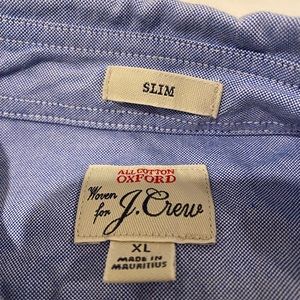 SLIM
ALL COTTON
OXFORD
Woven
for J.Crew
XL
MADE IN
MAURITIUS